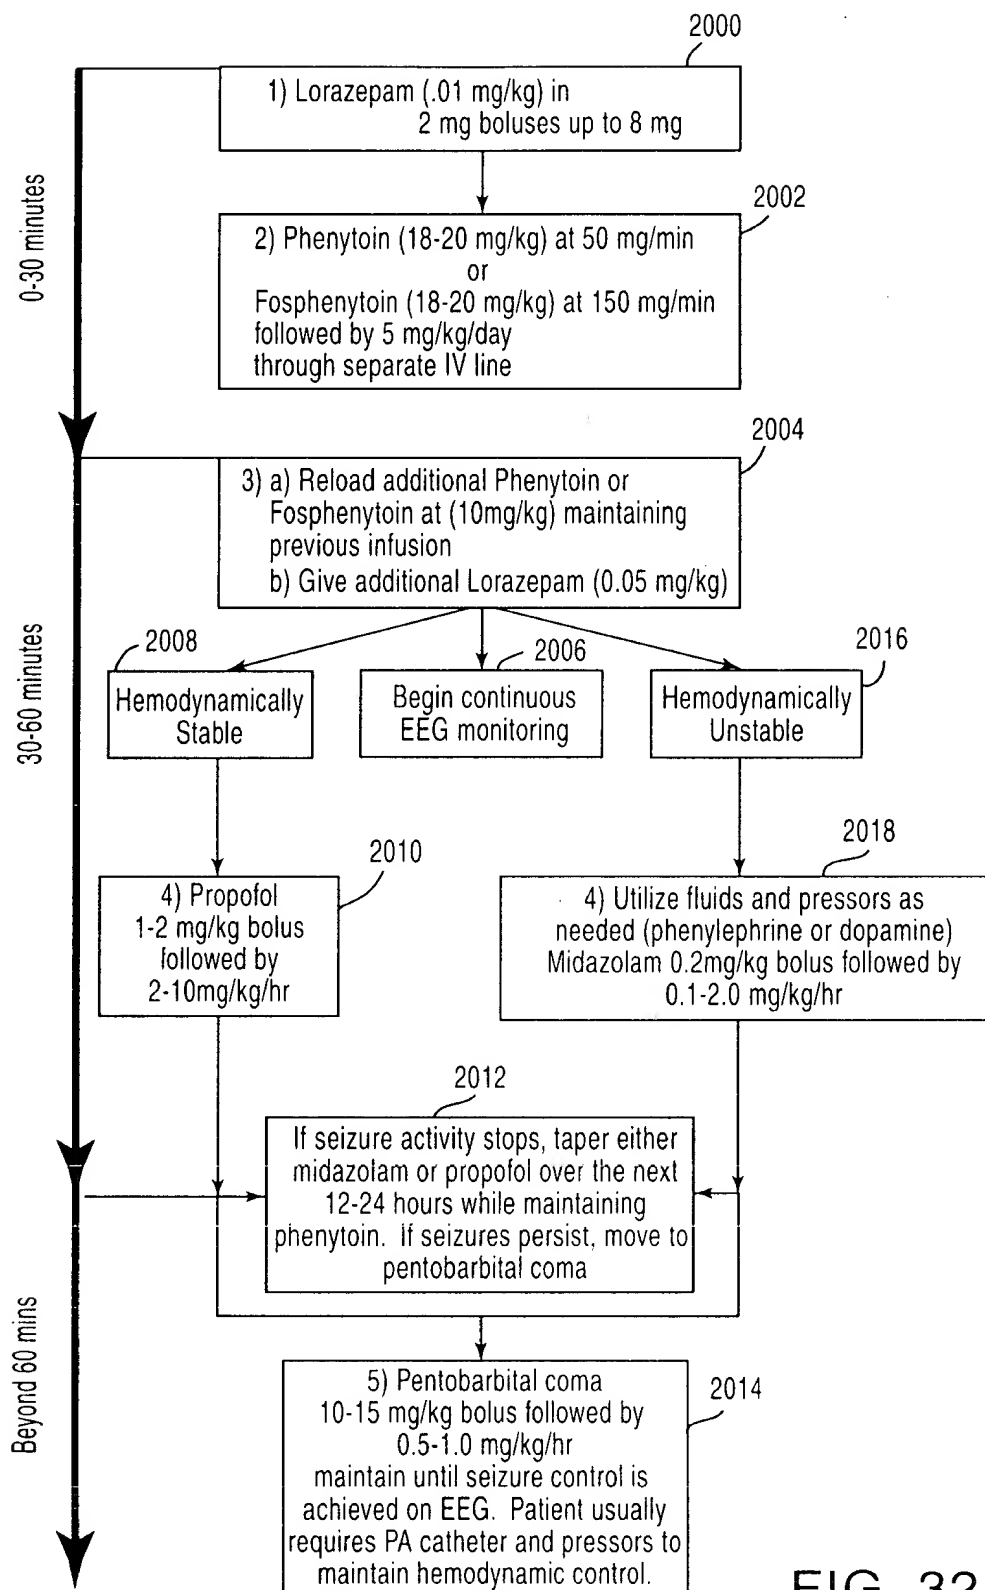 2000
1) Lorazepam (.01 mg/kg) in
2 mg boluses up to 8 mg
0-30 minutes
2002
2) Phenytoin (18-20 mg/kg) at 50 mg/min
or
Fosphenytoin (18-20 mg/kg) at 150 mg/min
followed by 5 mg/kg/day
through separate IV line
2004
3) a) Reload additional Phenytoin or
Fosphenytoin at (10mg/kg) maintaining
previous infusion
b) Give additional Lorazepam (0.05 mg/kg)
30-60 minutes
2008
Hemodynamically
Stable
2006
Begin continuous
EEG monitoring
2016
Hemodynamically
Unstable
2010
4) Propofol
1-2 mg/kg bolus
followed by
2-10mg/kg/hr
2018
4) Utilize fluids and pressors as
needed (phenylephrine or dopamine)
Midazolam 0.2mg/kg bolus followed by
0.1-2.0 mg/kg/hr
2012
If seizure activity stops, taper either
midazolam or propofol over the next
12-24 hours while maintaining
phenytoin. If seizures persist, move to
pentobarbital coma
Beyond 60 mins
2014
5) Pentobarbital coma
10-15 mg/kg bolus followed by
0.5-1.0 mg/kg/hr
maintain until seizure control is
achieved on EEG. Patient usually
requires PA catheter and pressors to
maintain hemodynamic control.
FIG. 32